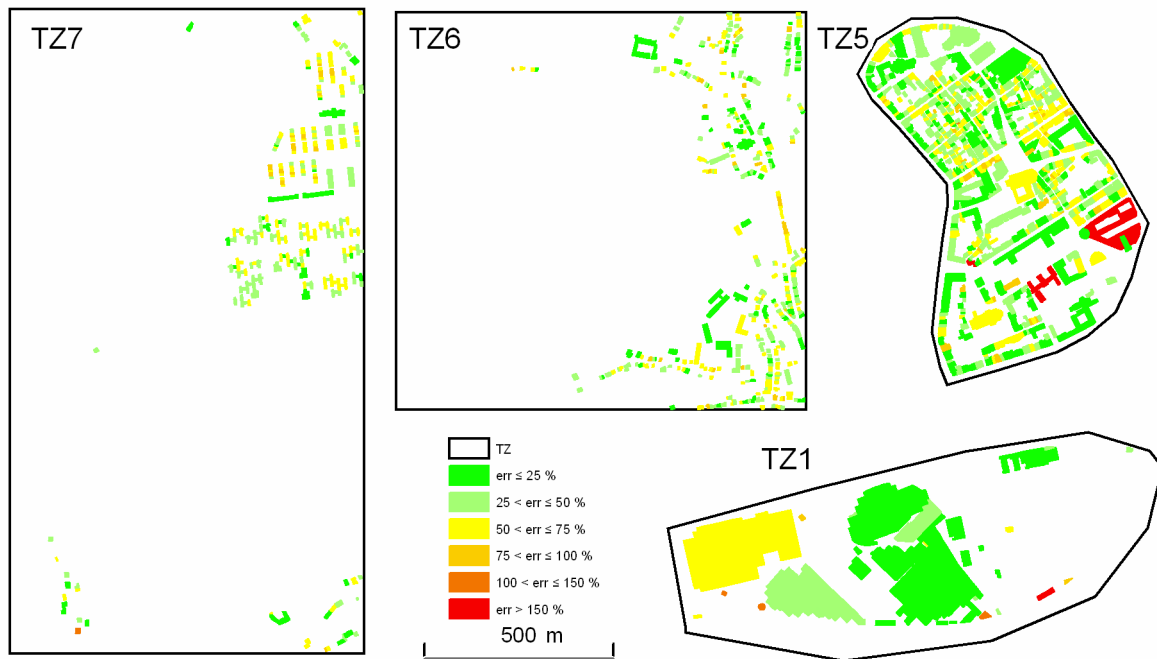 TZ7
TZ6
TZ5
TZ1
TZ
err ≤ 25 %
25 < err ≤ 50 %
50 < err ≤ 75 %
75 < err ≤ 100 %
100 < err ≤ 150 %
err > 150 %
500 m